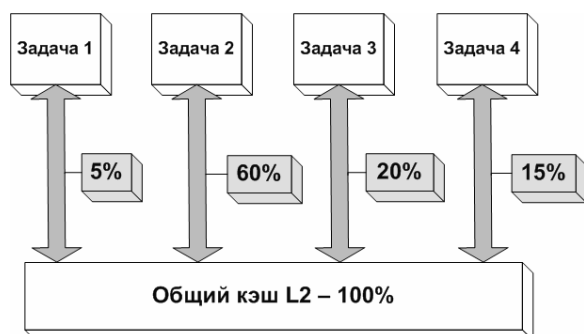 Задача 1
Задача 2
Задача 3
Задача 4
5%
60%
20%
15%
Общий кэш L2 – 100%